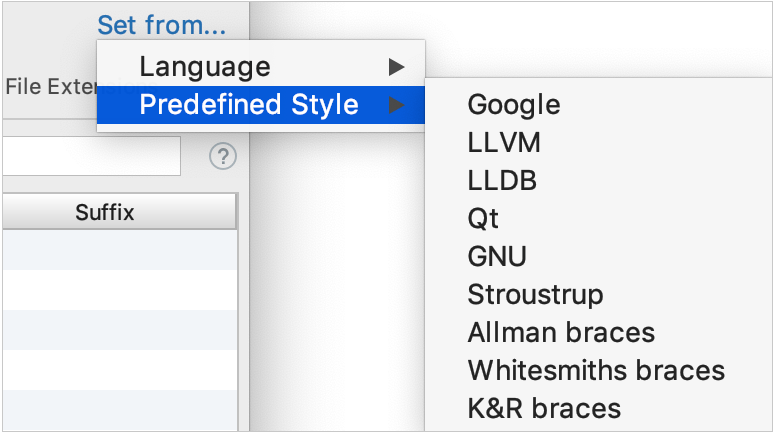 Set from...
Language
File Exten
Predefined Style
Google
LLVM
LLDB
Qt
GNU
Stroustrup
Allman braces
Whitesmiths braces
K&R braces
?
Suffix